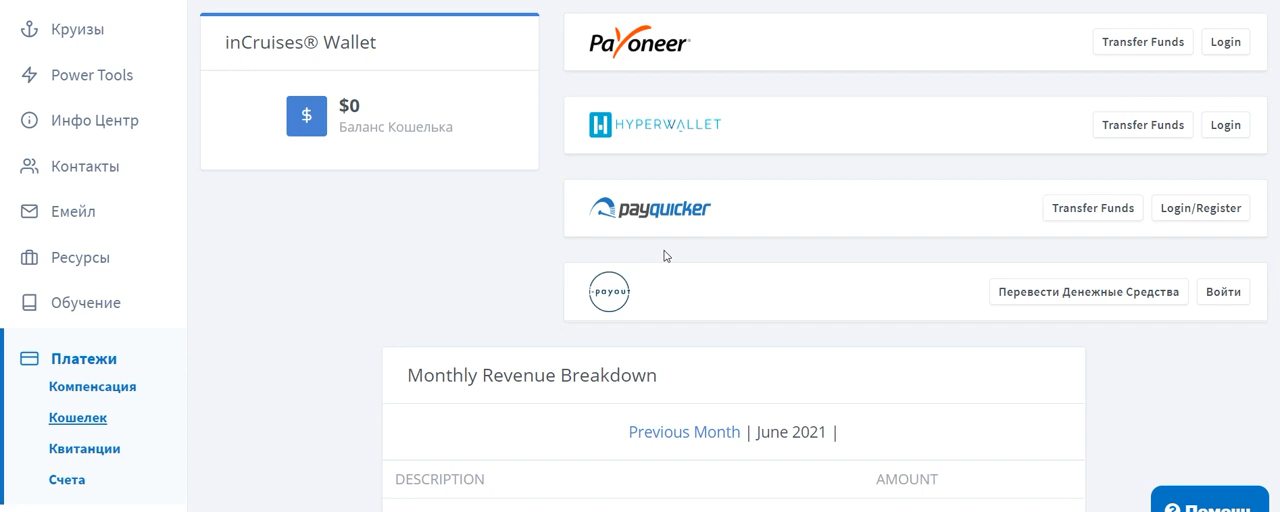 Круизы
Power Tools
Инфо Центр
Контакты
Емейл
Ресурсы
Обучение
Платежи
Компенсация
Кошелек
Квитанции
Счета
inCruises® Wallet
$
$0
Баланс Кошелька
Payoneer
Transfer Funds
Login
HYPERWALLET
Transfer Funds
Login
payquicker
Transfer Funds
Login/Register
i-payout
Перевести Денежные Средства
Войти
Monthly Revenue Breakdown
Previous Month | June 2021 |
DESCRIPTION AMOUNT
Помощь